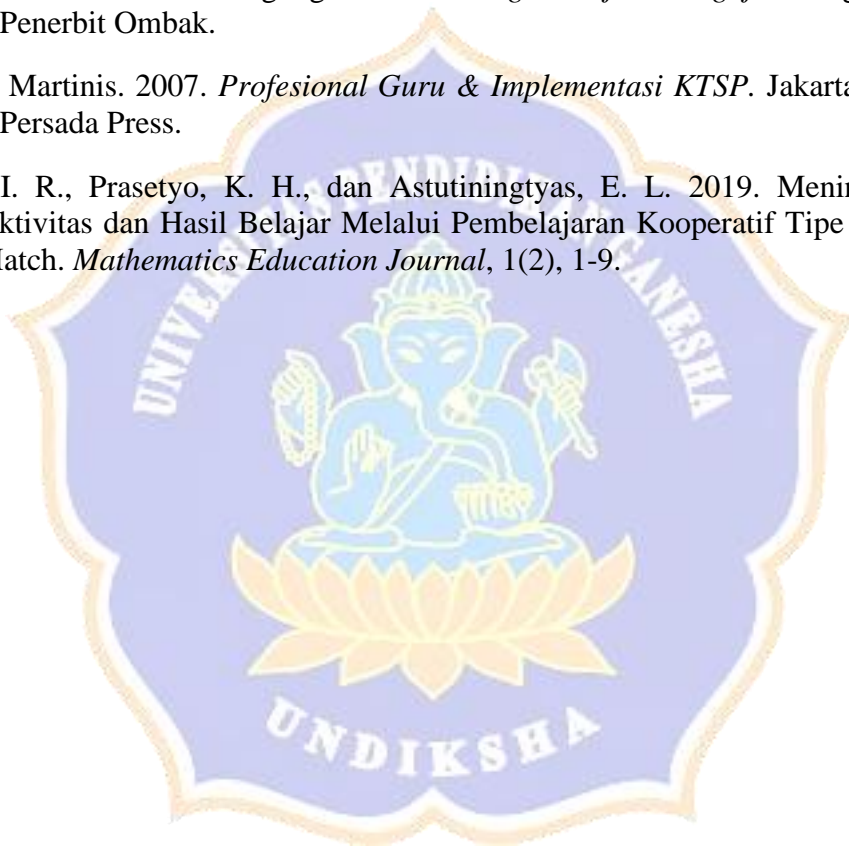 Penerbit Ombak.
Martinis. 2007. Profesional Guru & Implementasi KTSP. Jakarta
Persada Press.
I. R., Prasetyo, K. H., dan Astutiningtyas, E. L. 2019. Menin
ktivitas dan Hasil Belajar Melalui Pembelajaran Kooperatif Tipe
Match. Mathematics Education Journal, 1(2), 1-9.
UNIVERSITAS PENDIDIKAN GANESHA
UNDIKSHA